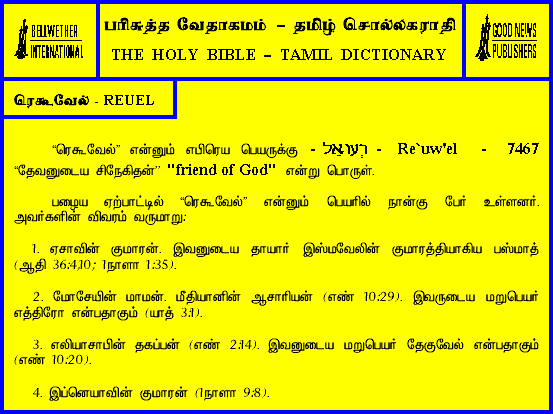 BELLWETHER
INTERNATIONAL
பரிசுத்த வேதாகமம் – தமிழ் சொல்லகராதி
THE HOLY BIBLE – TAMIL DICTIONARY
GOOD NEWS
PUBLISHERS
ரெகூவேல் - REUEL
“ரெகூவேல்” என்னும் எபிரெய பெயருக்கு - רְעוּאֵל - Re`uw'el - 7467
“தேவனுடைய சிநேகிதன்” "friend of God" என்று பொருள்.
பழைய ஏற்பாட்டில் “ரெகூவேல்” என்னும் பெயரில் நான்கு பேர் உள்ளனர்.
அவர்களின் விவரம் வருமாறு:
1. ஏசாவின் குமாரன். இவனுடைய தாயார் இஸ்மவேலின் குமாரத்தியாகிய பஸ்மாத்
(ஆதி 36:4,10; 1நாளா 1:35).
2. மோசேயின் மாமன். மீதியானின் ஆசாரியன் (எண் 10:29). இவருடைய மறுபெயர்
எத்திரோ என்பதாகும் (யாத் 3:1).
3. எலியாசாபின் தகப்பன் (எண் 2:14). இவனுடைய மறுபெயர் தேகுவேல் என்பதாகும்
(எண் 10:20).
4. இப்னெயாவின் குமாரன் (1நாளா 9:8).